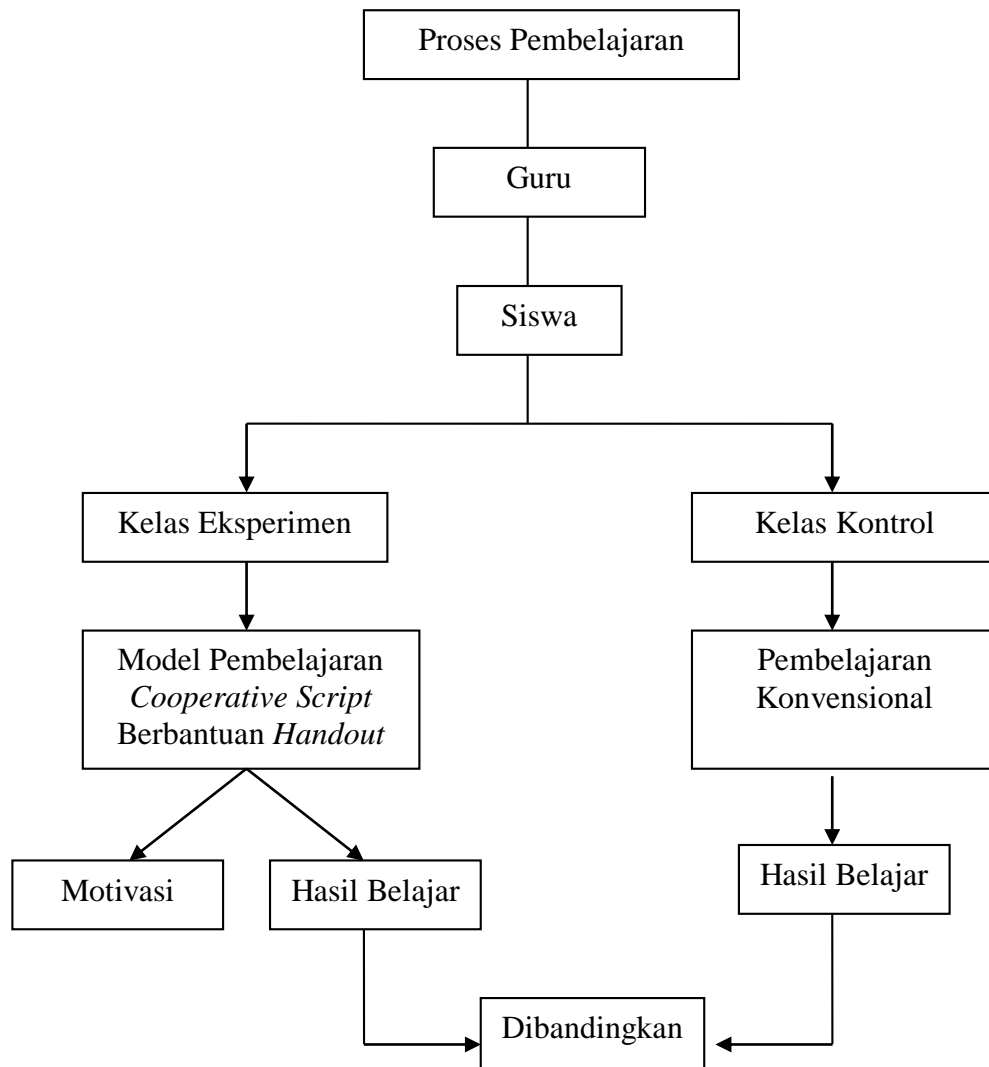 Proses Pembelajaran
Guru
Siswa
Kelas Eksperimen
Kelas Kontrol
Model Pembelajaran
Cooperative Script
Berbantuan Handout
Pembelajaran
Konvensional
Motivasi
Hasil Belajar
Hasil Belajar
Dibandingkan